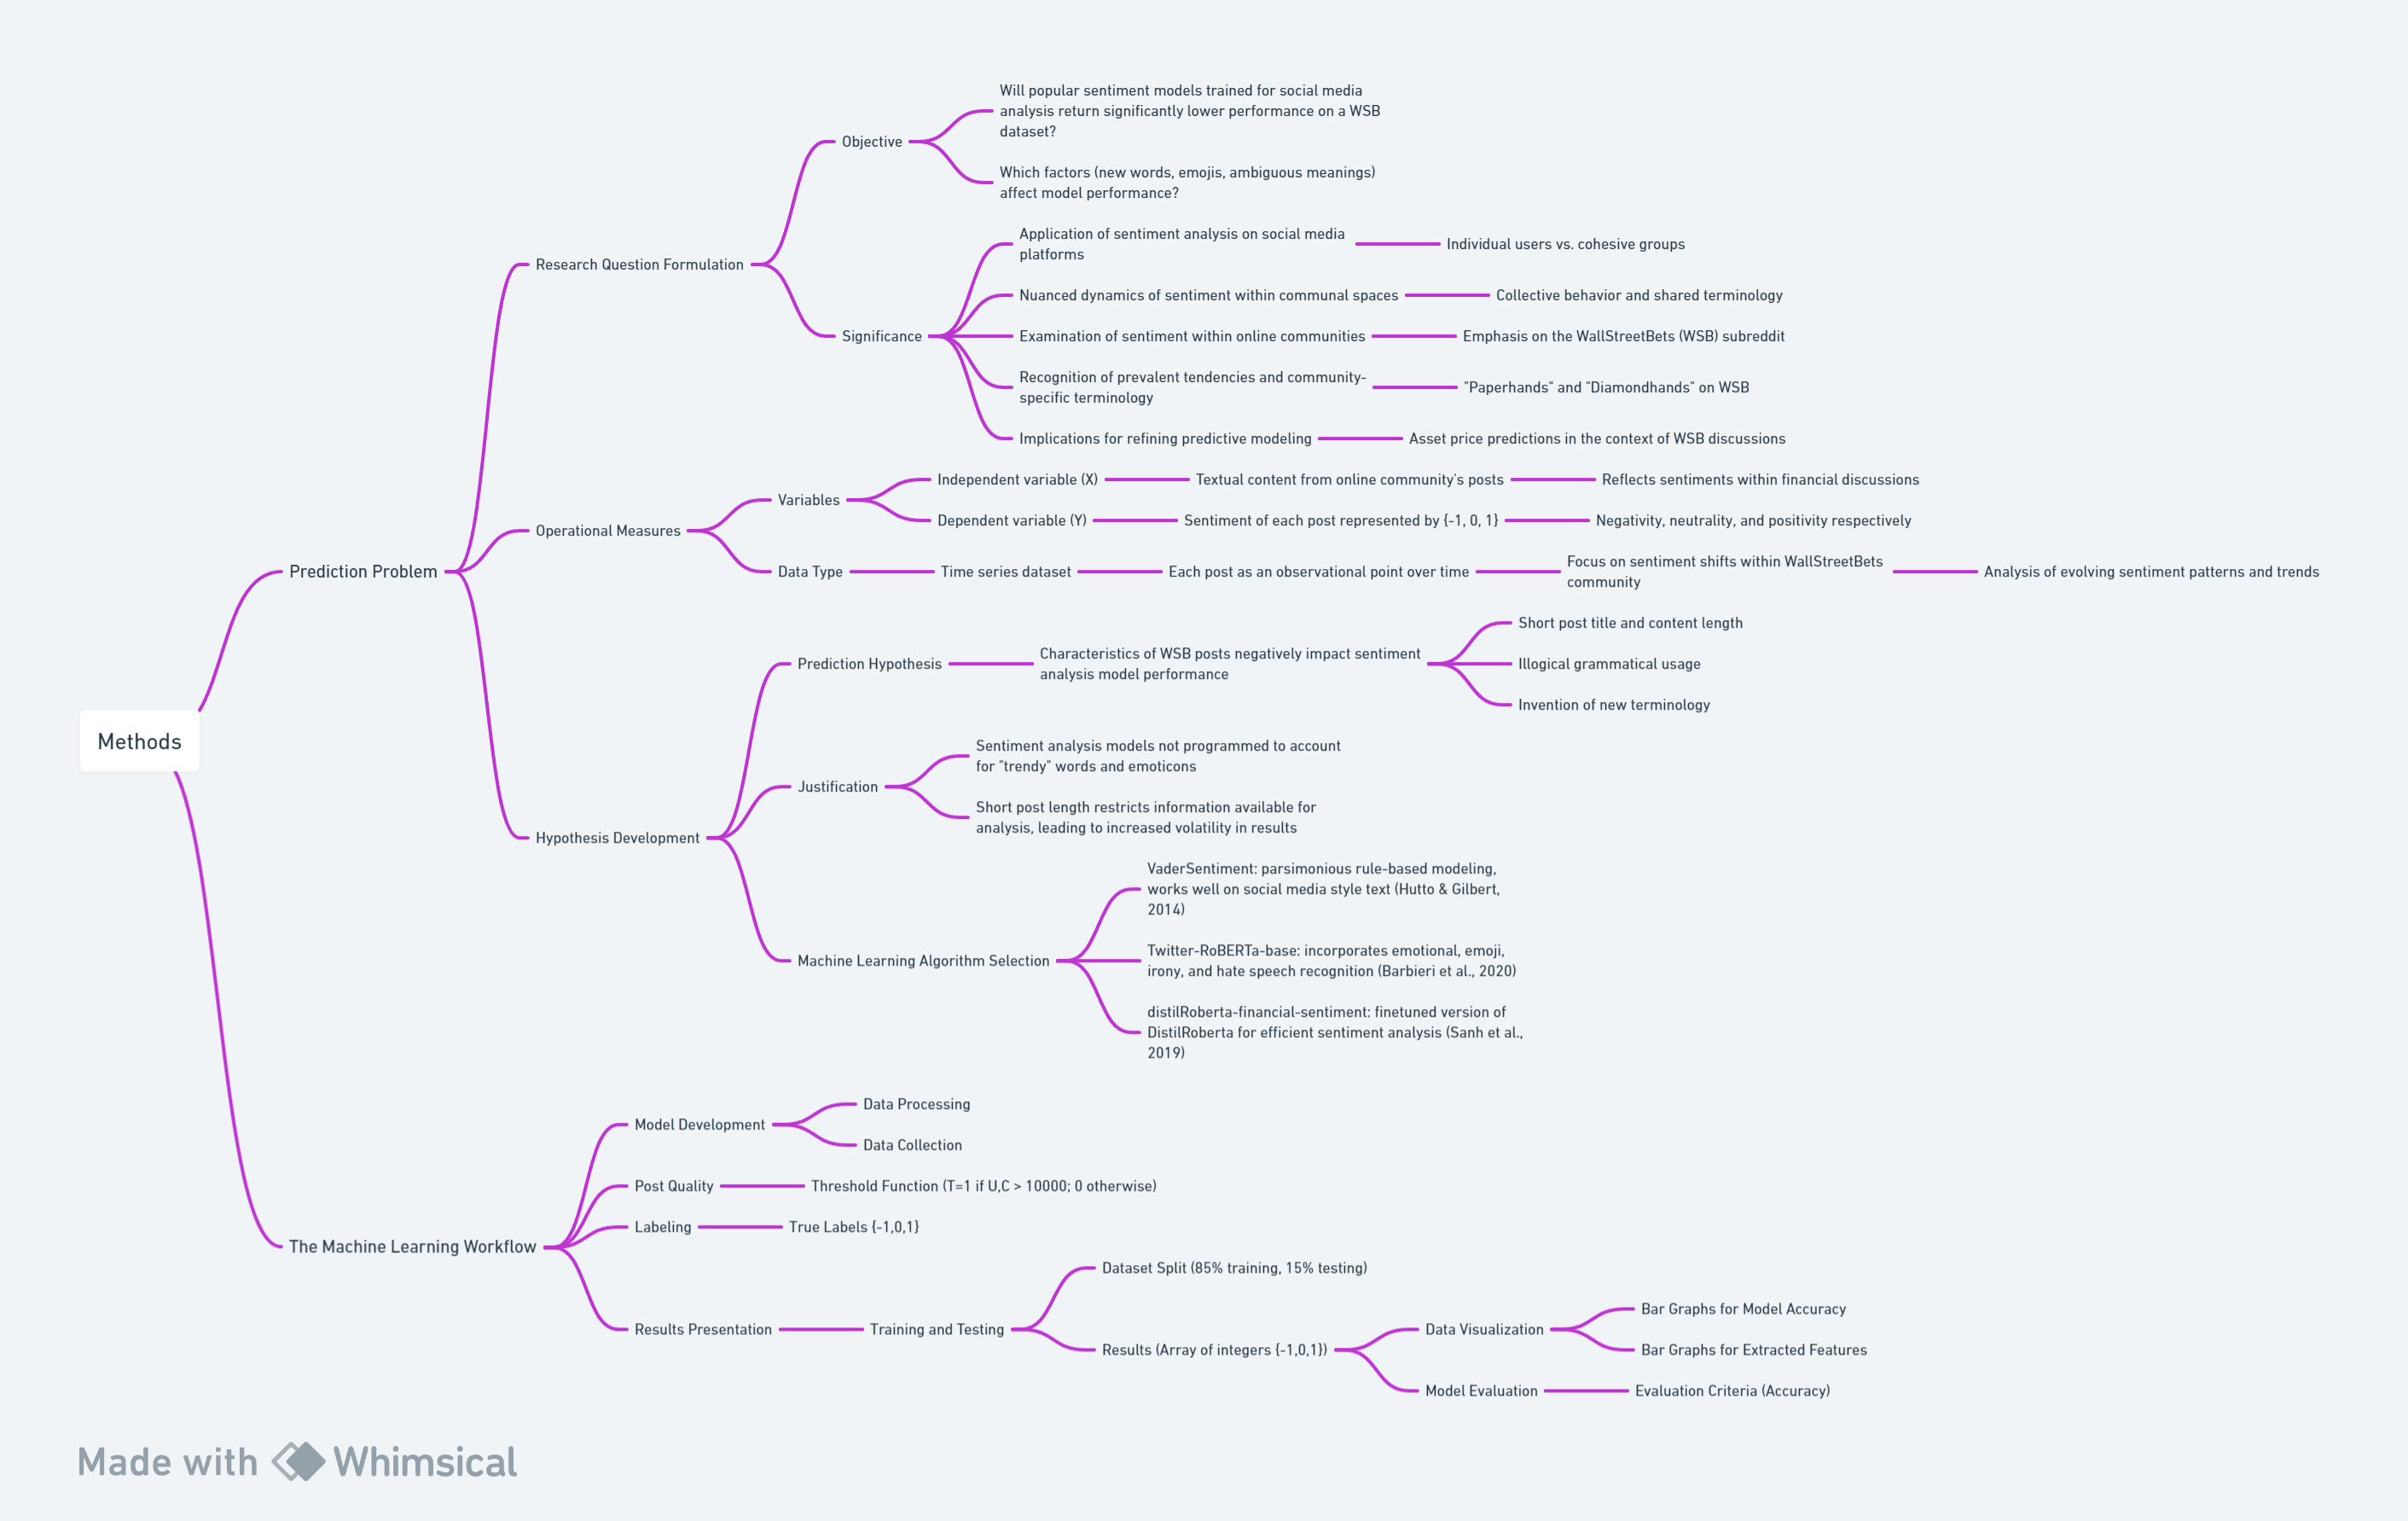 Methods
Prediction Problem
Research Question Formulation
Objective
Will popular sentiment models trained for social media
analysis return significantly lower performance on a WSB
dataset?
Which factors (new words, emojis, ambiguous meanings)
affect model performance?
Significance
Application of sentiment analysis on social media
platforms
Individual users vs. cohesive groups
Nuanced dynamics of sentiment within communal spaces
Collective behavior and shared terminology
Examination of sentiment within online communities
Emphasis on the WallStreetBets (WSB) subreddit
Recognition of prevalent tendencies and community-
specific terminology
"Paperhands" and "Diamondhands" on WSB
Implications for refining predictive modeling
Asset price predictions in the context of WSB discussions
Operational Measures
Variables
Independent variable (X)
Textual content from online community's posts
Reflects sentiments within financial discussions
Dependent variable (Y)
Sentiment of each post represented by {-1, 0, 1}
Negativity, neutrality, and positivity respectively
Data Type
Time series dataset
Each post as an observational point over time
Focus on sentiment shifts within WallStreetBets
community
Analysis of evolving sentiment patterns and trends
Hypothesis Development
Prediction Hypothesis
Characteristics of WSB posts negatively impact sentiment
analysis model performance
Short post title and content length
Illogical grammatical usage
Invention of new terminology
Justification
Sentiment analysis models not programmed to account
for "trendy" words and emoticons
Short post length restricts information available for
analysis, leading to increased volatility in results
Machine Learning Algorithm Selection
VaderSentiment: parsimonious rule-based modeling,
works well on social media style text (Hutto & Gilbert,
2014)
Twitter-RoBERTa-base: incorporates emotional, emoji,
irony, and hate speech recognition (Barbieri et al., 2020)
distilRoberta-financial-sentiment: finetuned version of
DistilRoberta for efficient sentiment analysis (Sanh et al.,
2019)
The Machine Learning Workflow
Model Development
Data Processing
Data Collection
Post Quality
Threshold Function (T=1 if U,C > 10000; 0 otherwise)
Labeling
True Labels {-1,0,1}
Results Presentation
Training and Testing
Dataset Split (85% training, 15% testing)
Results (Array of integers {-1,0,1})
Data Visualization
Bar Graphs for Model Accuracy
Bar Graphs for Extracted Features
Model Evaluation
Evaluation Criteria (Accuracy)
Made with Whimsical